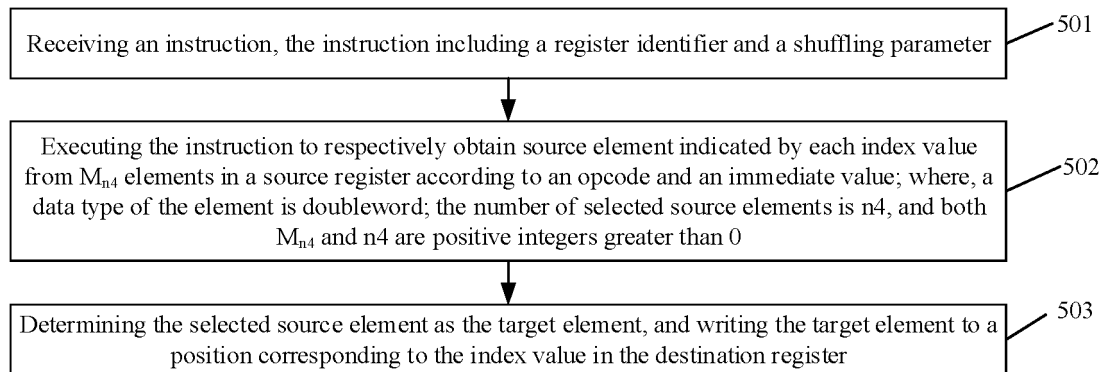 Receiving an instruction, the instruction including a register identifier and a shuffling parameter
501
Executing the instruction to respectively obtain source element indicated by each index value
from Mn4 elements in a source register according to an opcode and an immediate value; where, a
data type of the element is doubleword; the number of selected source elements is n4, and both
Mn4 and n4 are positive integers greater than 0
502
Determining the selected source element as the target element, and writing the target element to a
position corresponding to the index value in the destination register
503